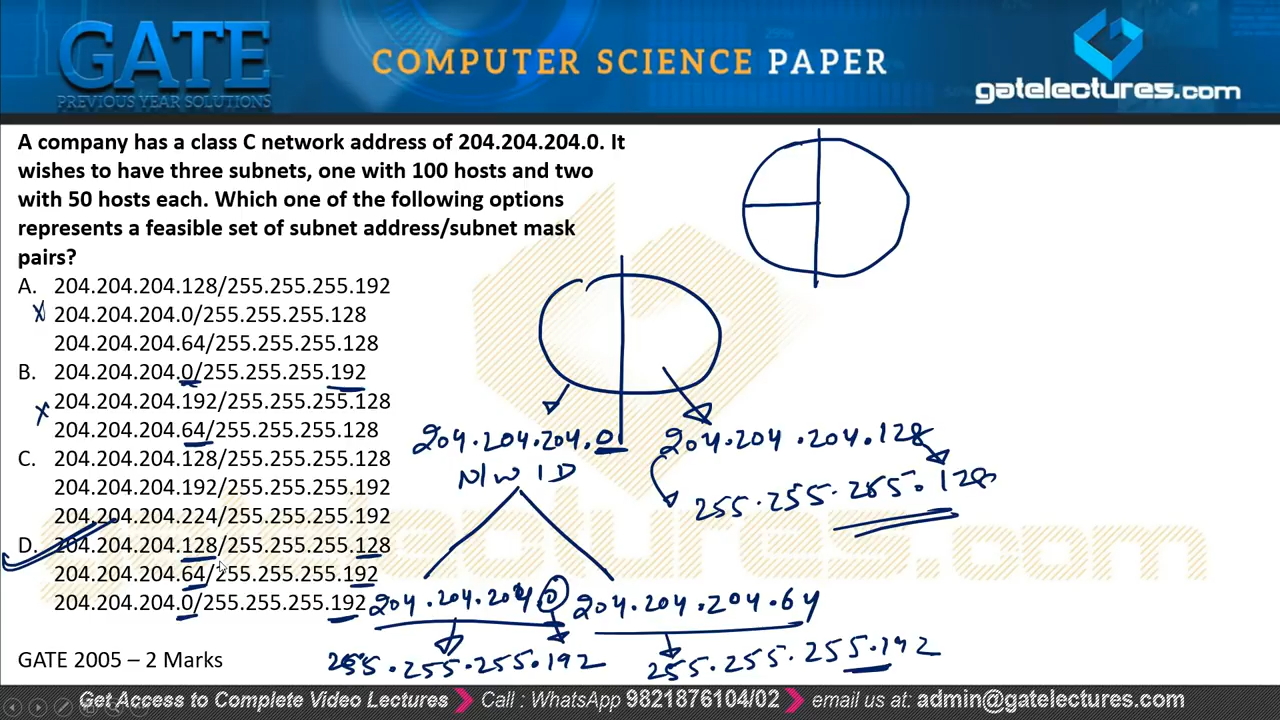 GATE
PREVIOUS YEAR SOLUTIONS
COMPUTER SCIENCE PAPER
gatelectures.com
A company has a class C network address of 204.204.204.0. It
wishes to have three subnets, one with 100 hosts and two
with 50 hosts each. Which one of the following options
represents a feasible set of subnet address/subnet mask
pairs?
A. 204.204.204.128/255.255.255.192
204.204.204.0/255.255.255.128
204.204.204.64/255.255.255.128
B. 204.204.204.0/255.255.255.192
204.204.204.192/255.255.255.128
204.204.204.64/255.255.255.128
C. 204.204.204.128/255.255.255.128
204.204.204.192/255.255.255.192
204.204.204.224/255.255.255.192
D. 204.204.204.128/255.255.255.128
204.204.204.64/255.255.255.192
204.204.204.0/255.255.255.192
GATE 2005 – 2 Marks
204.204.204.0
N/W ID
204.204.204.128
255.255.255.128
204.204.204.0
255.255.255.192
204.204.204.64
255.255.255.192
gatelectures.com
Get Access to Complete Video Lectures
Call : WhatsApp 9821876104/02
email us at: admin@gatelectures.com